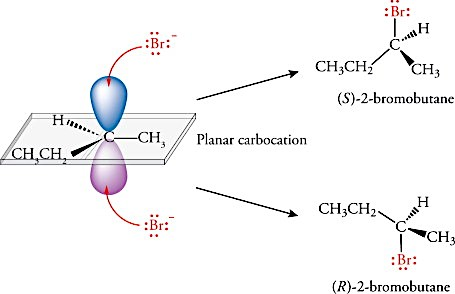 :Br:⁻
H
C—CH₃
CH₃CH₂
Planar carbocation
:Br:⁻
:Br:
H
C
CH₃CH₂
CH₃
(S)-2-bromobutane
CH₃CH₂
H
C
CH₃
:Br:
(R)-2-bromobutane